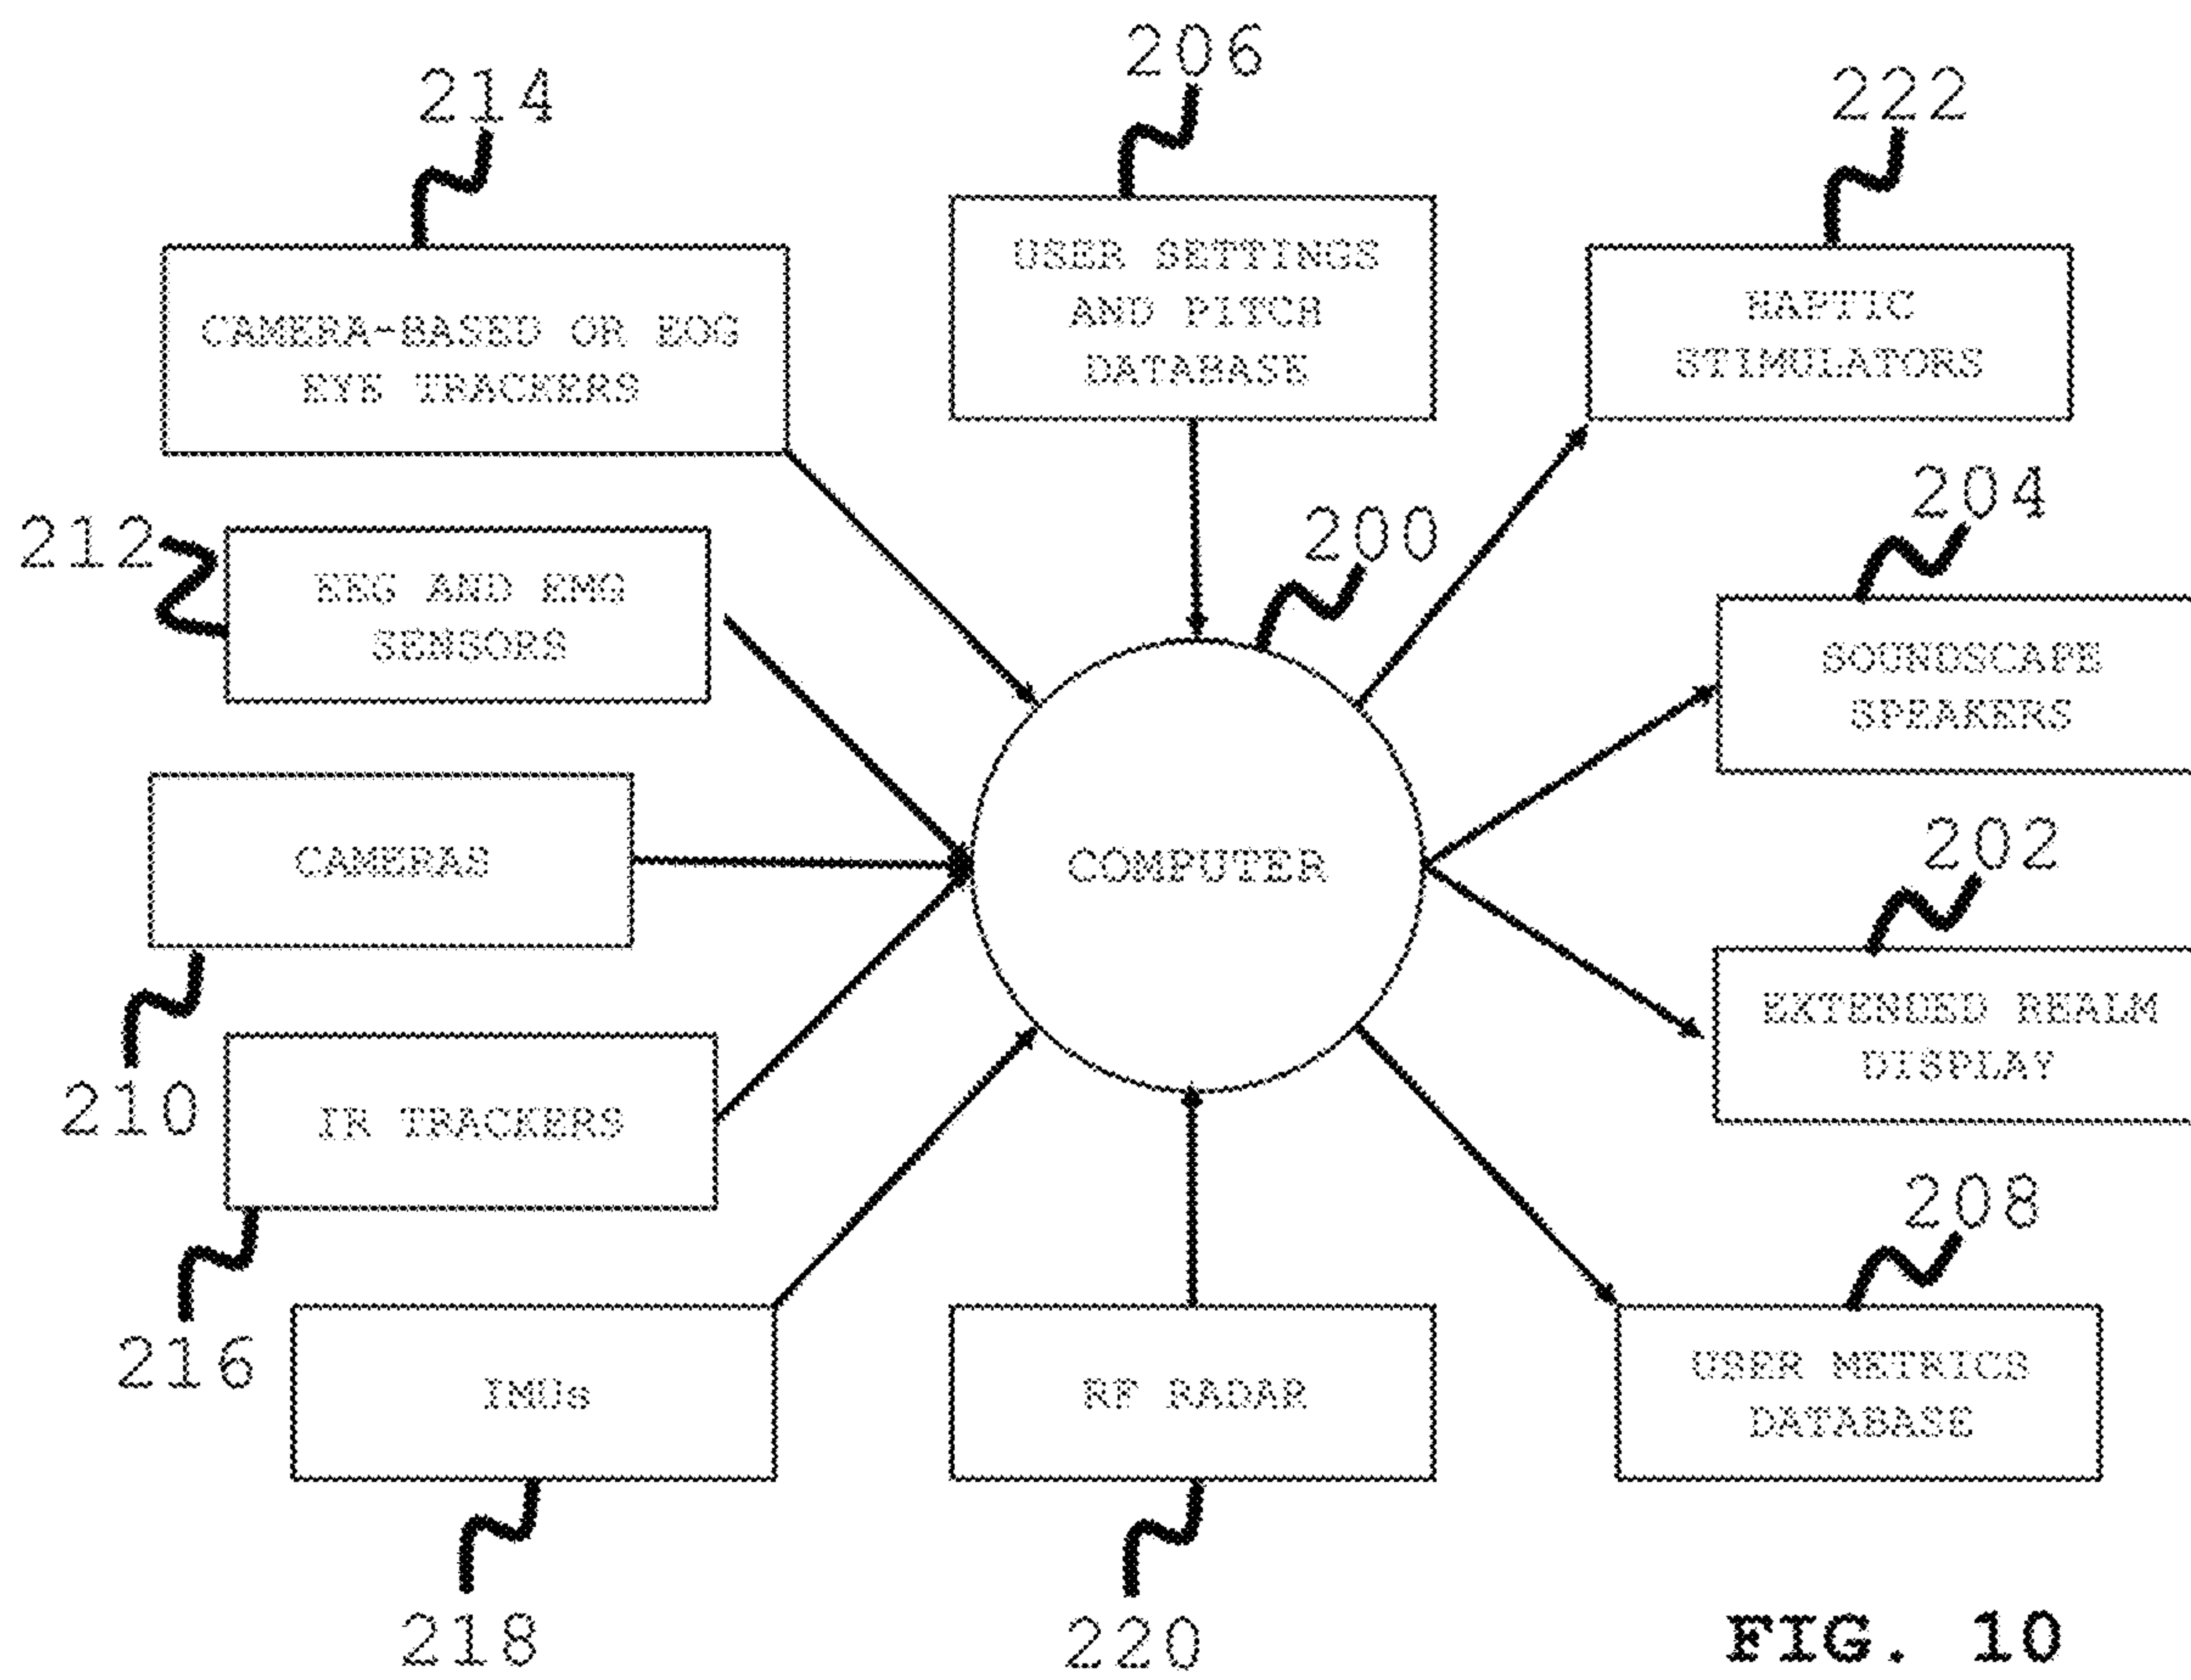 206
214
222
USER SETTINGS
AND PITCH
DATABASE
CAMERA-BASED OR EOG
EYE TRACKERS
HAPTIC
STIMULATORS
204
200
212
EEG AND EMG
SENSORS
SOUNDSCAPE
SPEAKERS
202
CAMERAS
COMPUTER
EXTENDED REALM
DISPLAY
210
IR TRACKERS
208
216
IMUs
RF RADAR
USER METRICS
DATABASE
218
220
FIG. 10